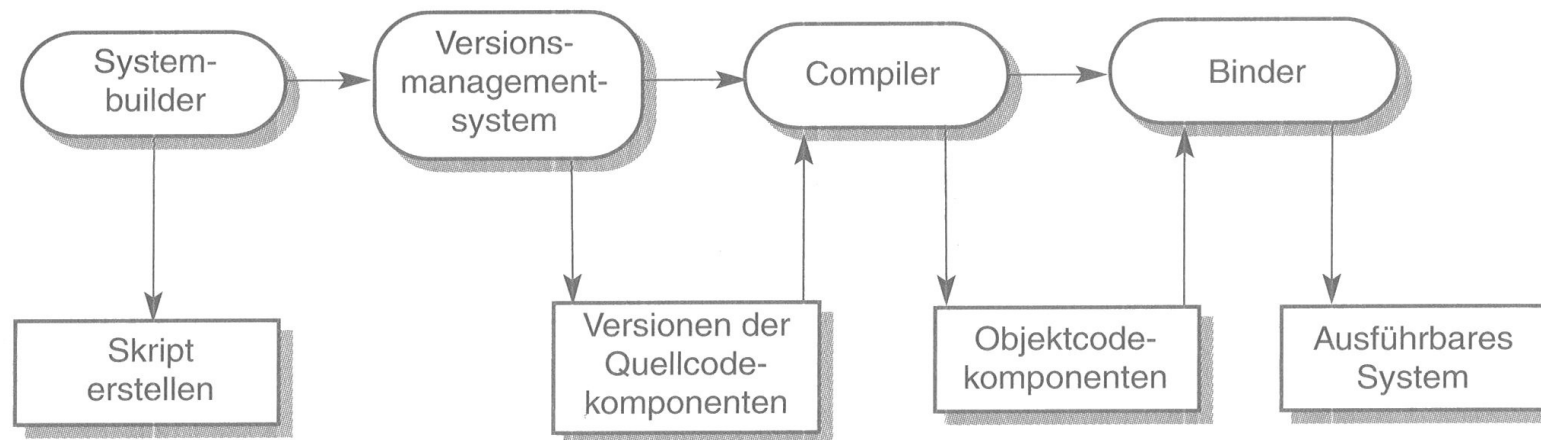 System-
builder
Versions-
management-
system
Compiler
Binder
Skript
erstellen
Versionen der
Quellcode-
komponenten
Objektcode-
komponenten
Ausführbares
System